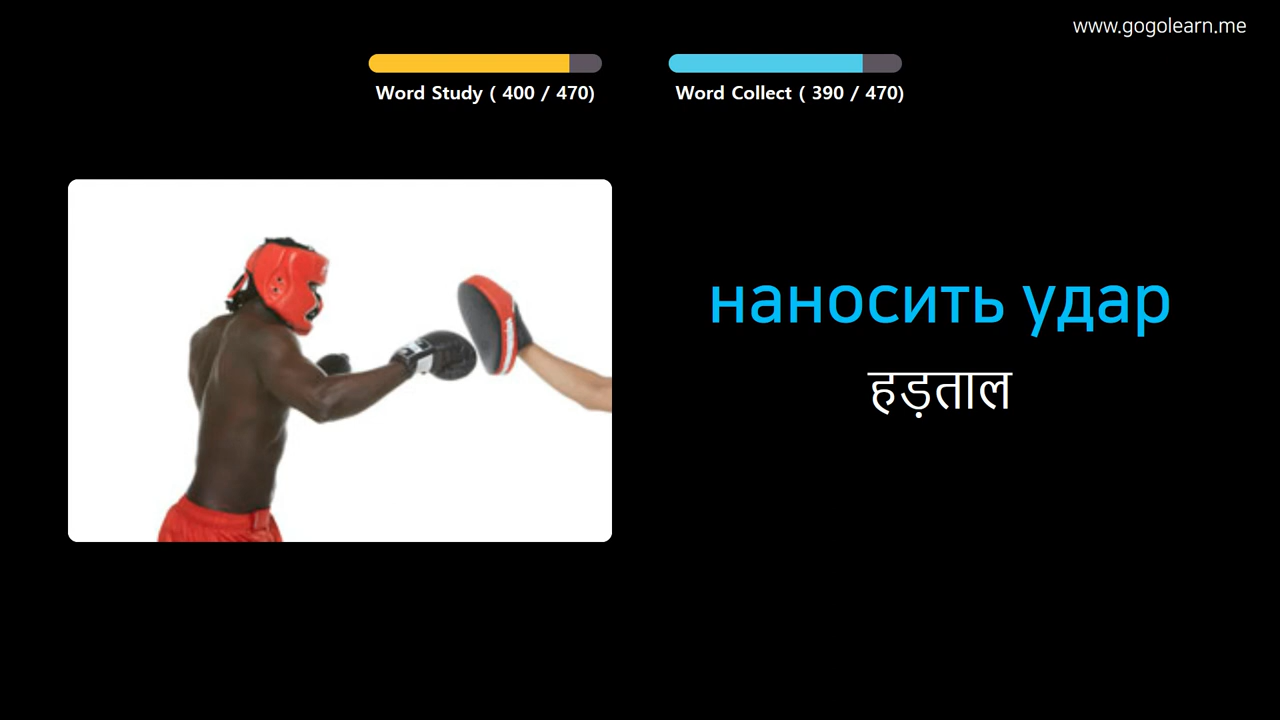 www.gogolearn.me
Word Study ( 400 / 470)
Word Collect ( 390 / 470)
наносить удар
हड़ताल